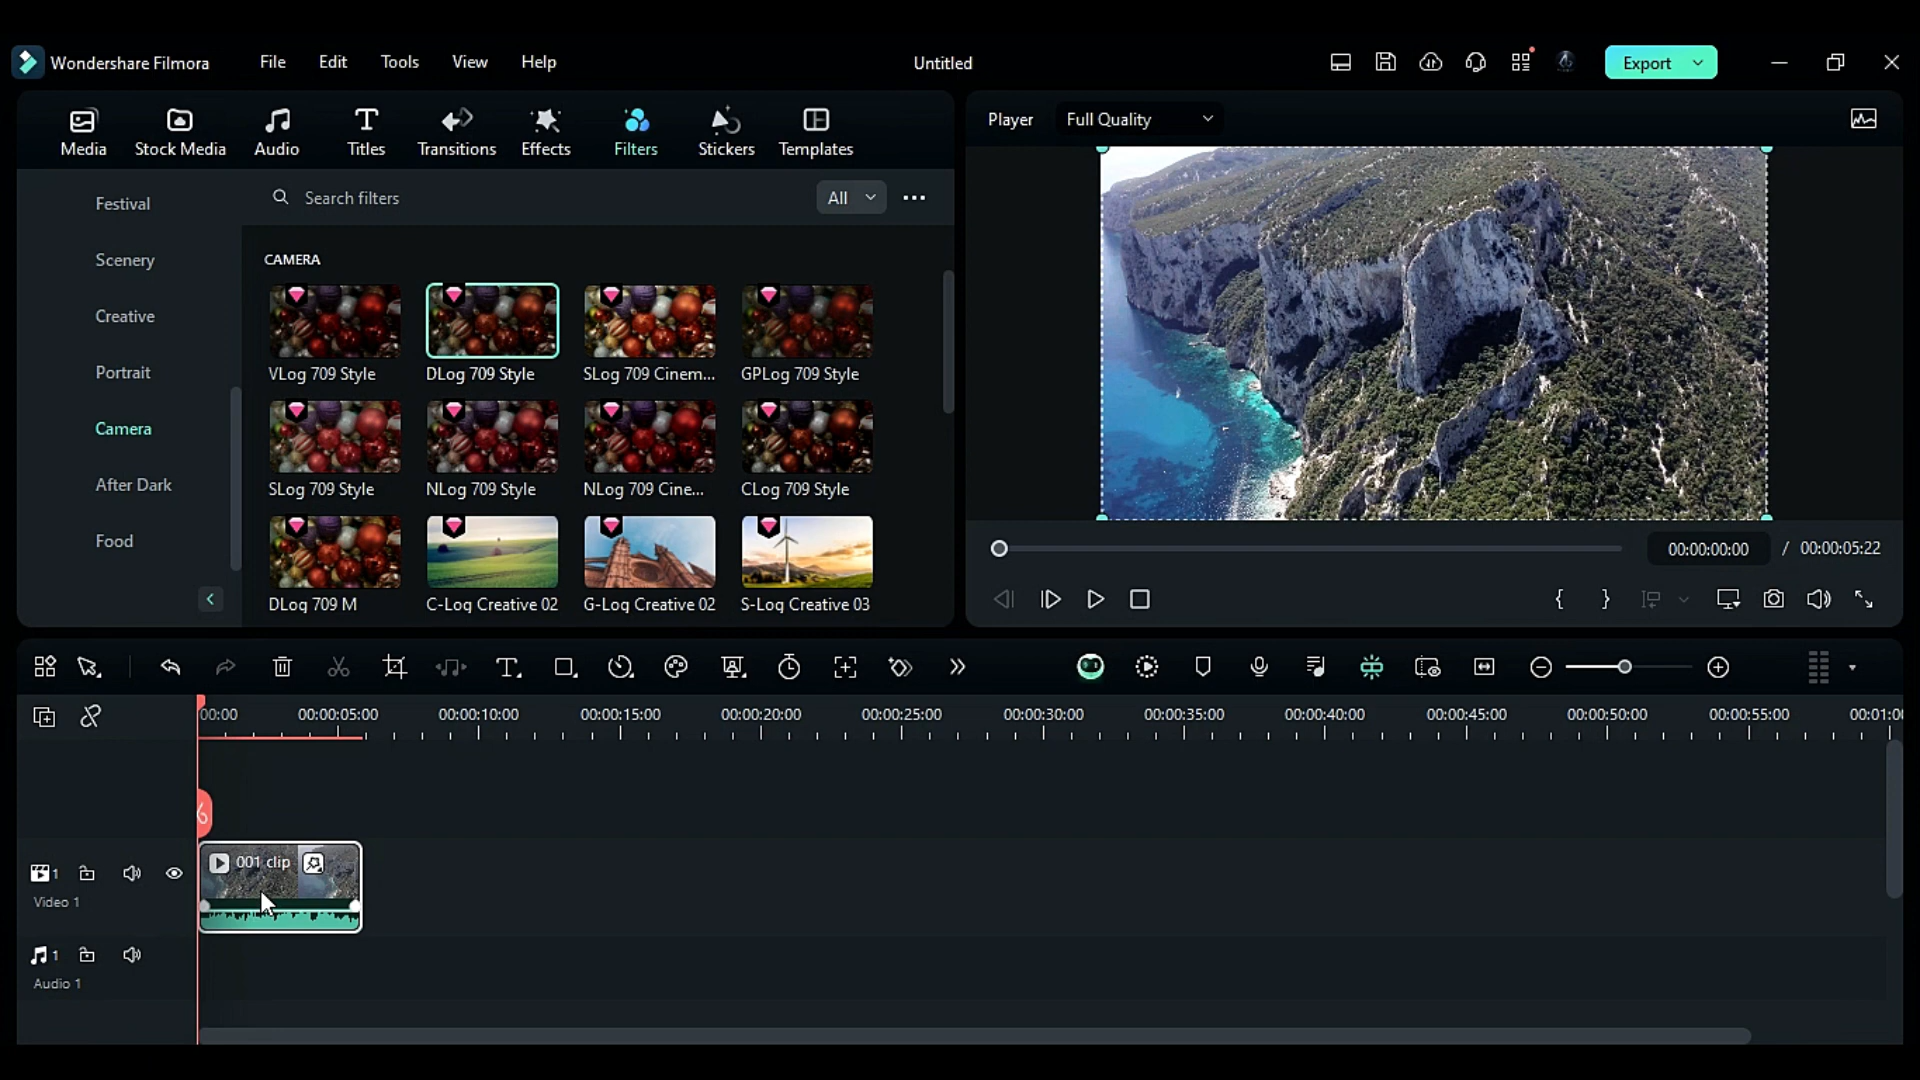 Wondershare Filmora File Edit Tools View Help Untitled Export
Media Stock Media Audio Titles Transitions Effects Filters Stickers Templates
Player Full Quality
Festival
Search filters All
Scenery
CAMERA
Creative
VLog 709 Style DLog 709 Style SLog 709 Cinem... GPLog 709 Style
Portrait
Camera
SLog 709 Style NLog 709 Style NLog 709 Cine... CLog 709 Style
After Dark
Food
DLog 709 M C-Log Creative 02 G-Log Creative 02 S-Log Creative 03
00:00:00:00 / 00:00:05:22
00:00 00:00:05:00 00:00:10:00 00:00:15:00 00:00:20:00 00:00:25:00 00:00:30:00 00:00:35:00 00:00:40:00 00:00:45:00 00:00:50:00 00:00:55:00 00:01:0
001 clip
1
Video 1
1
Audio 1